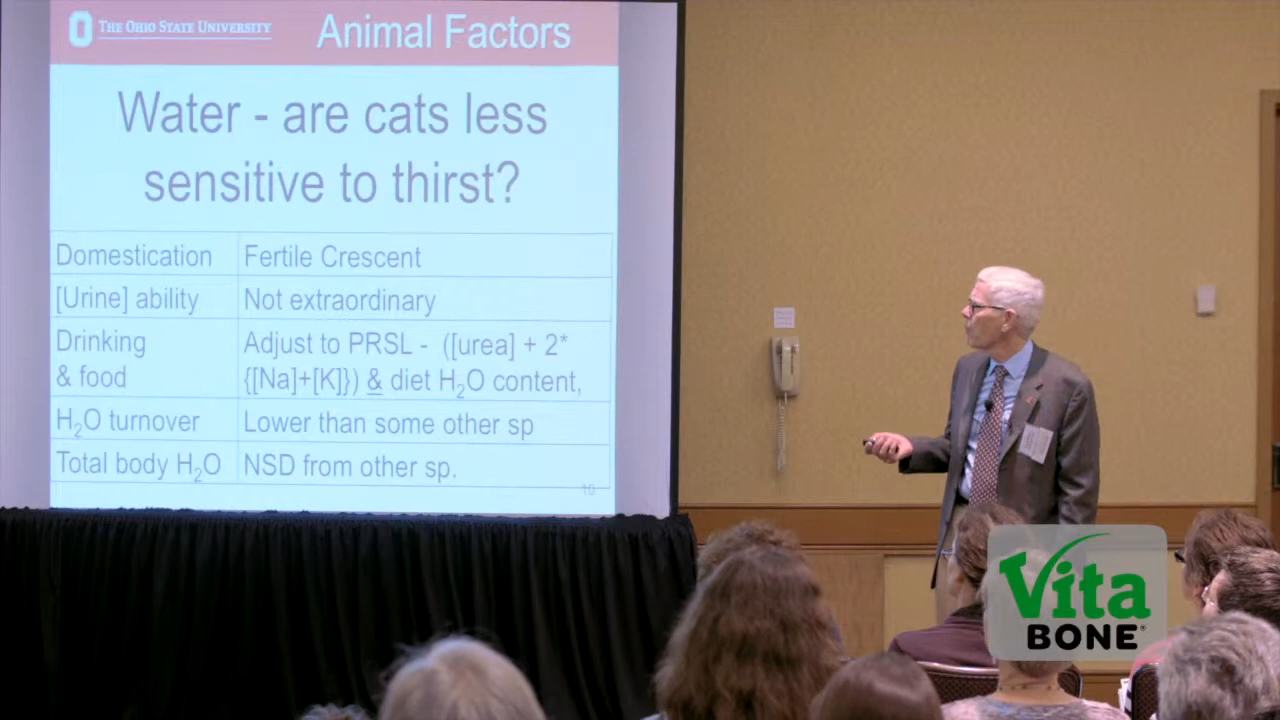 THE OHIO STATE UNIVERSITY
Animal Factors
Water - are cats less
sensitive to thirst?
Domestication Fertile Crescent
[Urine] ability Not extraordinary
Drinking Adjust to PRSL - ([urea] + 2*
& food {[Na]+[K]}) & diet H₂O content,
H₂O turnover Lower than some other sp
Total body H₂O NSD from other sp.
10
Vita
BONE®